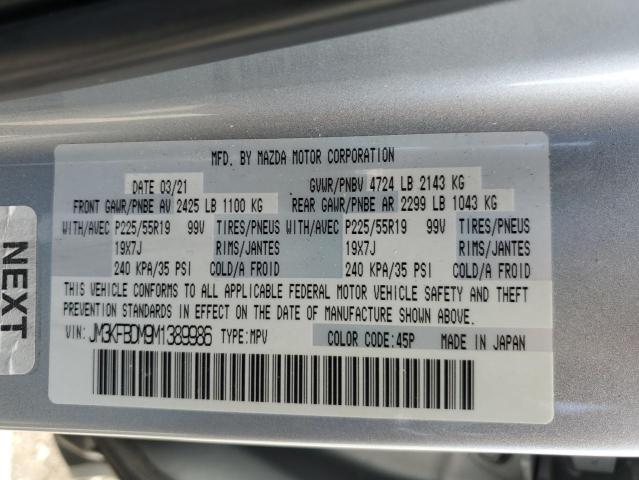 MFD. BY MAZDA MOTOR CORPORATION
DATE 03/21 GVWR/PNBV 4724 LB 2143 KG
FRONT GAWR/PNBE AV 2425 LB 1100 KG REAR GAWR/PNBE AR 2299 LB 1043 KG
WITH/AVEC P225/55R19 99V TIRES/PNEUS WITH/AVEC P225/55R19 99V TIRES/PNEUS
19X7J RIMS/JANTES 19X7J RIMS/JANTES
240 KPA/35 PSI COLD/A FROID 240 KPA/35 PSI COLD/A FROID
THIS VEHICLE CONFORMS TO ALL APPLICABLE FEDERAL MOTOR VEHICLE SAFETY AND THEFT
PREVENTION STANDARDS IN EFFECT ON THE DATE OF MANUFACTURE SHOWN ABOVE.
VIN: JM3KFBDM9M1389986 TYPE:MPV COLOR CODE:45P MADE IN JAPAN
NEXT